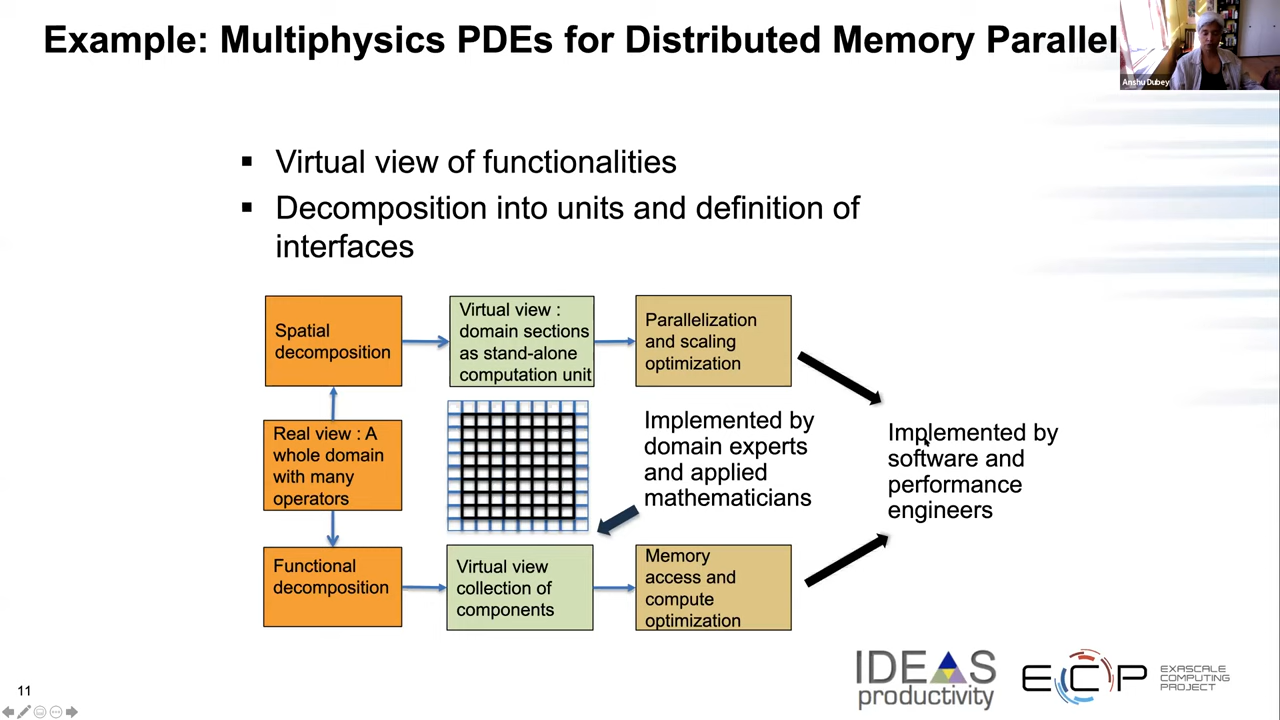 Example: Multiphysics PDEs for Distributed Memory Parallel
Anshu Dubey
▪ Virtual view of functionalities
▪ Decomposition into units and definition of
interfaces
Spatial
decomposition
Virtual view :
domain sections
as stand-alone
computation unit
Parallelization
and scaling
optimization
Real view : A
whole domain
with many
operators
Implemented by
domain experts
and applied
mathematicians
Implemented by
software and
performance
engineers
Functional
decomposition
Virtual view
collection of
components
Memory
access and
compute
optimization
IDEAS
productivity
ECP
EXASCALE
COMPUTING
PROJECT
11